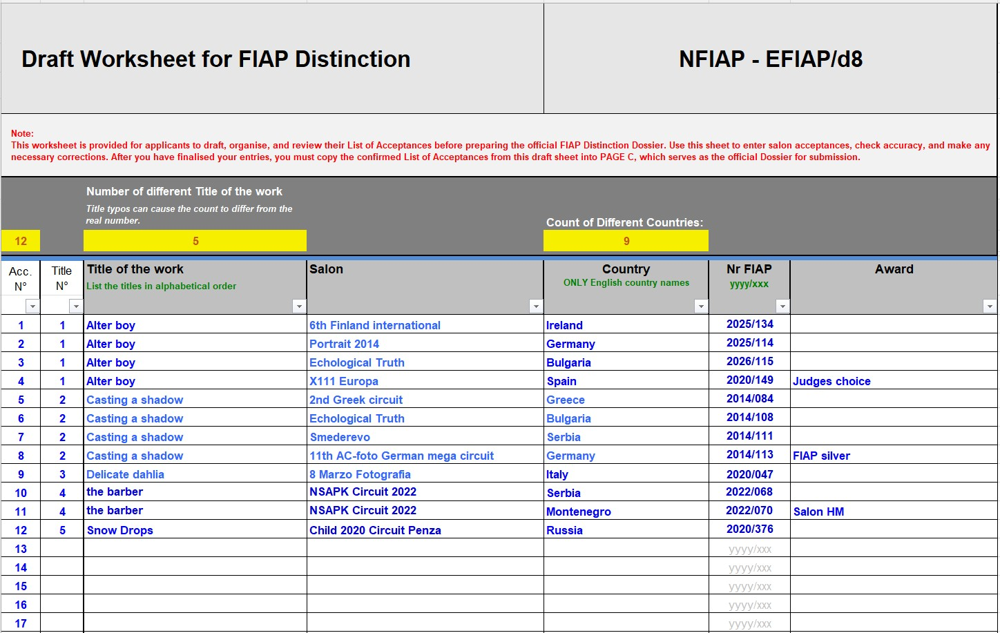 Draft Worksheet for FIAP Distinction
NFIAP - EFIAP/d8
Note:
This worksheet is provided for applicants to draft, organise, and review their List of Acceptances before preparing the official FIAP Distinction Dossier. Use this sheet to enter salon acceptances, check accuracy, and make any
necessary corrections. After you have finalised your entries, you must copy the confirmed List of Acceptances from this draft sheet into PAGE C, which serves as the official Dossier for submission.
Number of different Title of the work
Title typos can cause the count to differ from the
real number.
Count of Different Countries:
12 5 9
Acc. N° Title N° Title of the work Salon Country Nr FIAP Award
List the titles in alphabetical order ONLY English country names yyyy/xxx
1 1 Alter boy 6th Finland international Ireland 2025/134
2 1 Alter boy Portrait 2014 Germany 2025/114
3 1 Alter boy Echological Truth Bulgaria 2026/115
4 1 Alter boy X111 Europa Spain 2020/149 Judges choice
5 2 Casting a shadow 2nd Greek circuit Greece 2014/084
6 2 Casting a shadow Echological Truth Bulgaria 2014/108
7 2 Casting a shadow Smederevo Serbia 2014/111
8 2 Casting a shadow 11th AC-foto German mega circuit Germany 2014/113 FIAP silver
9 3 Delicate dahlia 8 Marzo Fotografia Italy 2020/047
10 4 the barber NSAPK Circuit 2022 Serbia 2022/068
11 4 the barber NSAPK Circuit 2022 Montenegro 2022/070 Salon HM
12 5 Snow Drops Child 2020 Circuit Penza Russia 2020/376
13 yyyy/xxx
14 yyyy/xxx
15 yyyy/xxx
16 yyyy/xxx
17 yyyy/xxx